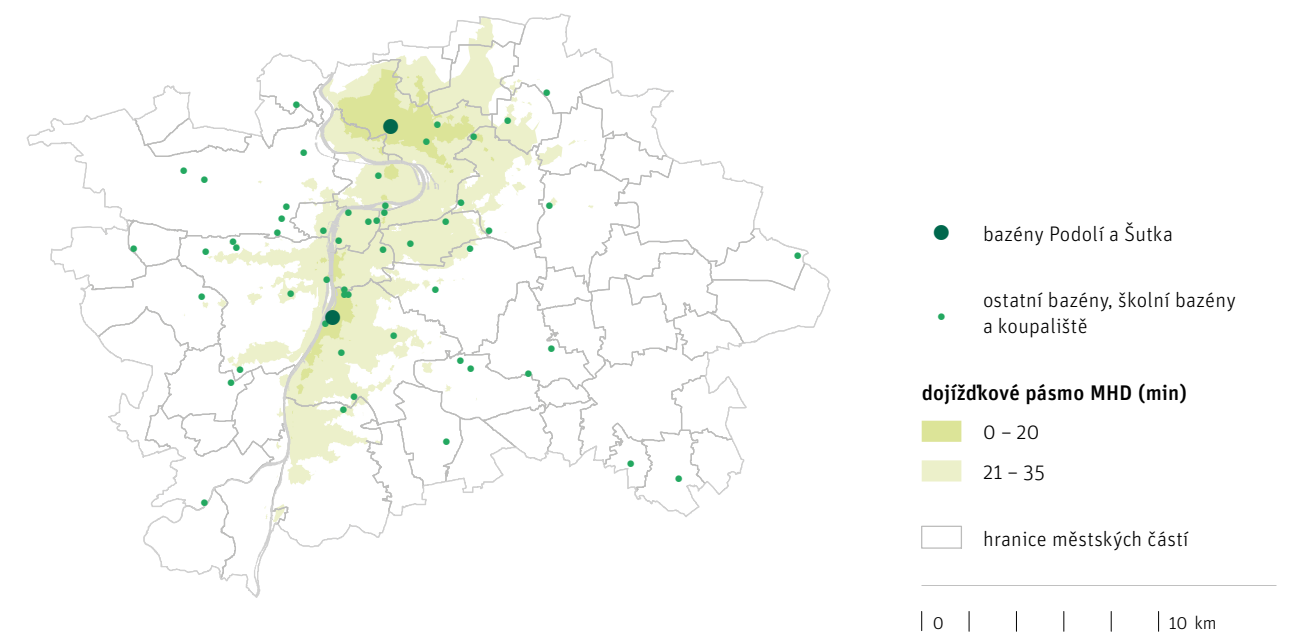 bazény Podolí a Šutka
ostatní bazény, školní bazény
a koupaliště
dojížďkové pásmo MHD (min)
0 – 20
21 – 35
hranice městských částí
0 10 km